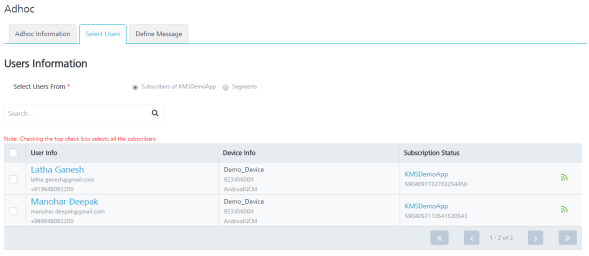 Adhoc
Adhoc Information Select Users Define Message
Users Information
Select Users From * Subscribers of KMSDemoApp Segments
Search...
Note: Checking the top check box selects all the subscribers.
User Info Device Info Subscription Status
Latha Ganesh Demo_Device KMSDemoApp
latha.ganesh@gmail.com 92345600X 5904097732703254450
+919848092200 AndroidGCM
Manohar Deepak Demo_Device KMSDemoApp
manohar.deepak@gmail.com 92345600X 5904057110541530543
+989648092200 AndroidGCM
« < 1 - 2 of 2 > »